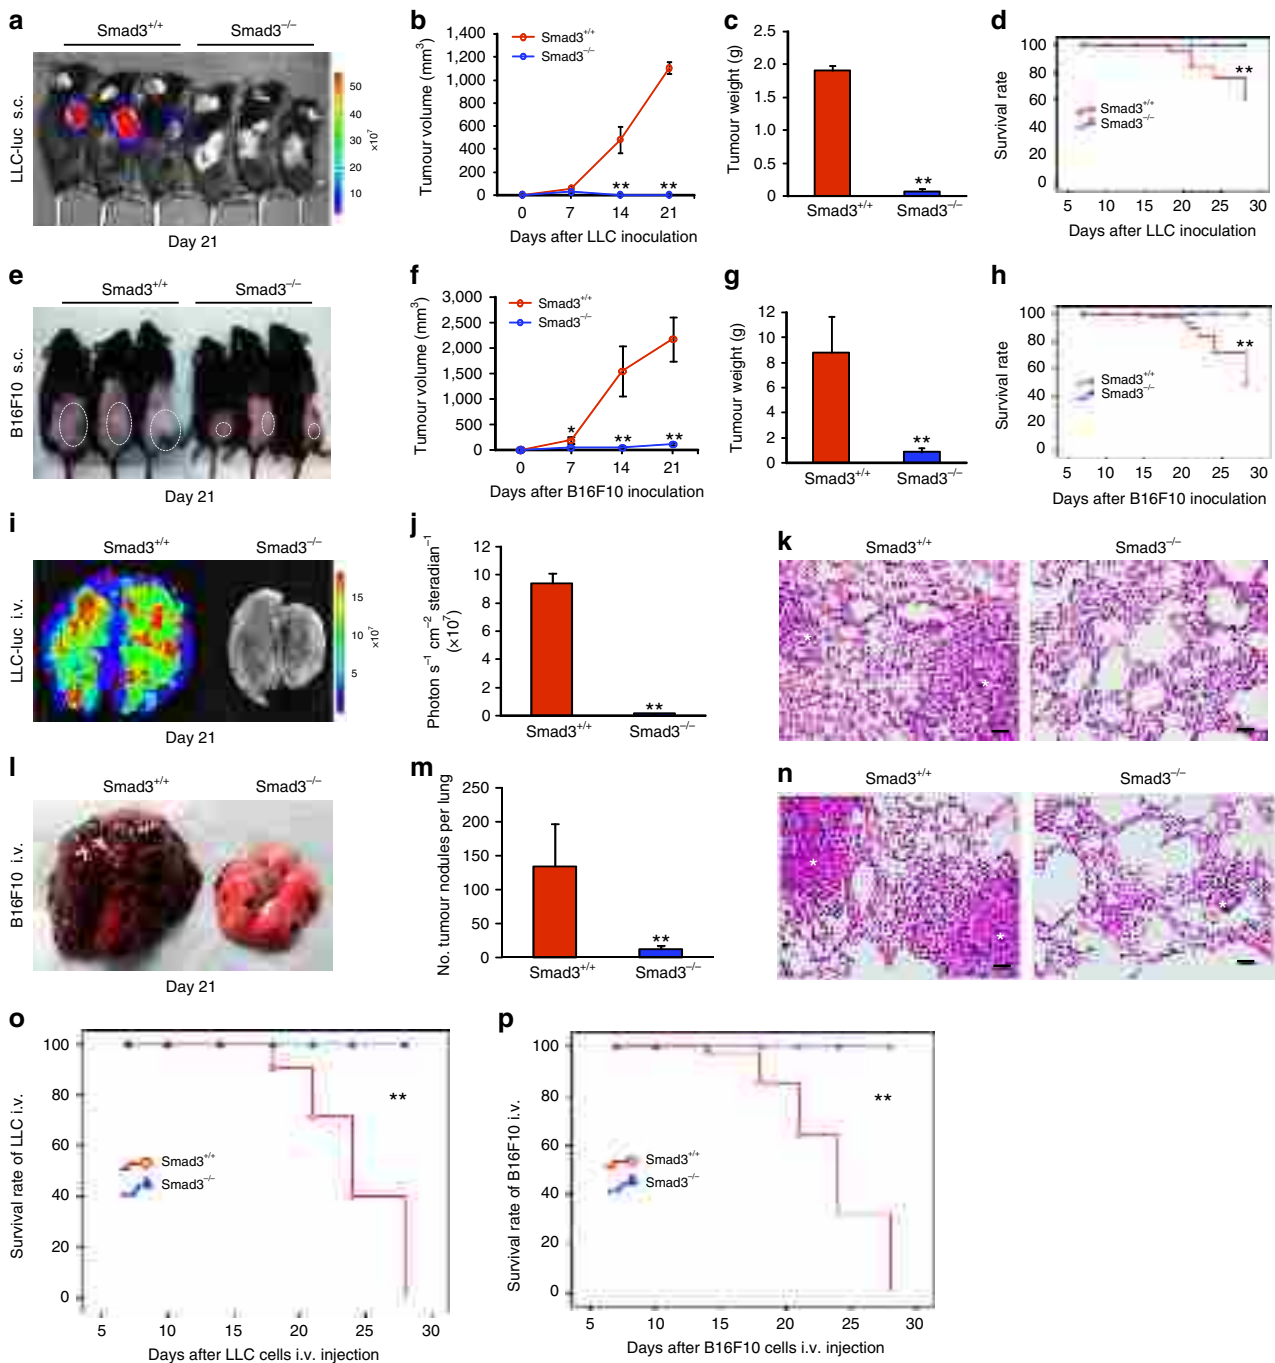 a
Smad3+/+ Smad3–/–
LLC-luc s.c.
50
40
30
20
10
×10⁷
Day 21
b
Tumour volume (mm³)
1,400
1,200
1,000
800
600
400
200
0
Smad3+/+
Smad3–/–
** **
0 7 14 21
Days after LLC inoculation
c
Tumour weight (g)
2.5
2.0
1.5
1.0
0.5
0
**
Smad3+/+ Smad3–/–
d
Survival rate
100
80
60
40
20
0
**
Smad3+/+
Smad3–/–
5 10 15 20 25 30
Days after LLC inoculation
e
Smad3+/+ Smad3–/–
B16F10 s.c.
Day 21
f
Tumour volume (mm³)
3,000
2,500
2,000
1,500
1,000
500
0
Smad3+/+
Smad3–/–
* ** **
0 7 14 21
Days after B16F10 inoculation
g
Tumour weight (g)
12
10
8
6
4
2
0
**
Smad3+/+ Smad3–/–
h
Survival rate
100
80
60
40
20
0
**
Smad3+/+
Smad3–/–
5 10 15 20 25 30
Days after B16F10 inoculation
i
Smad3+/+ Smad3–/–
LLC-luc i.v.
15
10
5
×10⁷
Day 21
j
Photon s⁻¹ cm⁻² steradian⁻¹
(×10⁷)
12
10
8
6
4
2
0
**
Smad3+/+ Smad3–/–
k
Smad3+/+ Smad3–/–
*
*
l
Smad3+/+ Smad3–/–
B16F10 i.v.
Day 21
m
No. tumour nodules per lung
250
200
150
100
50
0
**
Smad3+/+ Smad3–/–
n
Smad3+/+ Smad3–/–
*
*
*
o
Survival rate of LLC i.v.
100
80
60
40
20
0
**
Smad3+/+
Smad3–/–
5 10 15 20 25 30
Days after LLC cells i.v. injection
p
Survival rate of B16F10 i.v.
100
80
60
40
20
0
**
Smad3+/+
Smad3–/–
5 10 15 20 25 30
Days after B16F10 cells i.v. injection